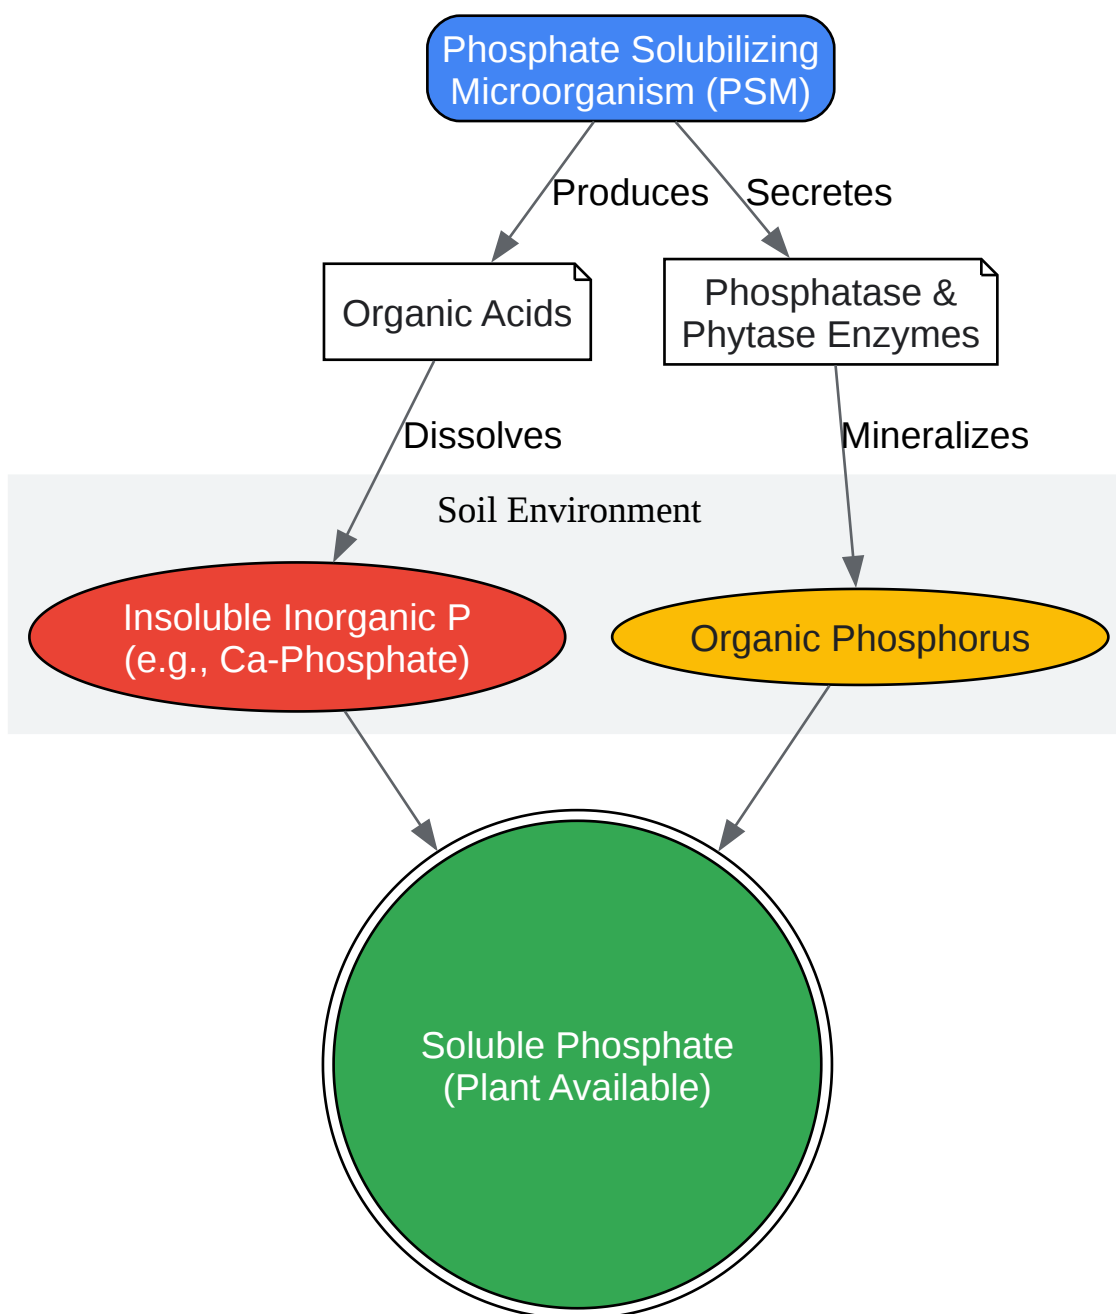 Phosphate Solubilizing
Microorganism (PSM)
Produces
Secretes
Organic Acids
Phosphatase &
Phytase Enzymes
Dissolves
Mineralizes
Soil Environment
Insoluble Inorganic P
(e.g., Ca-Phosphate)
Organic Phosphorus
Soluble Phosphate
(Plant Available)